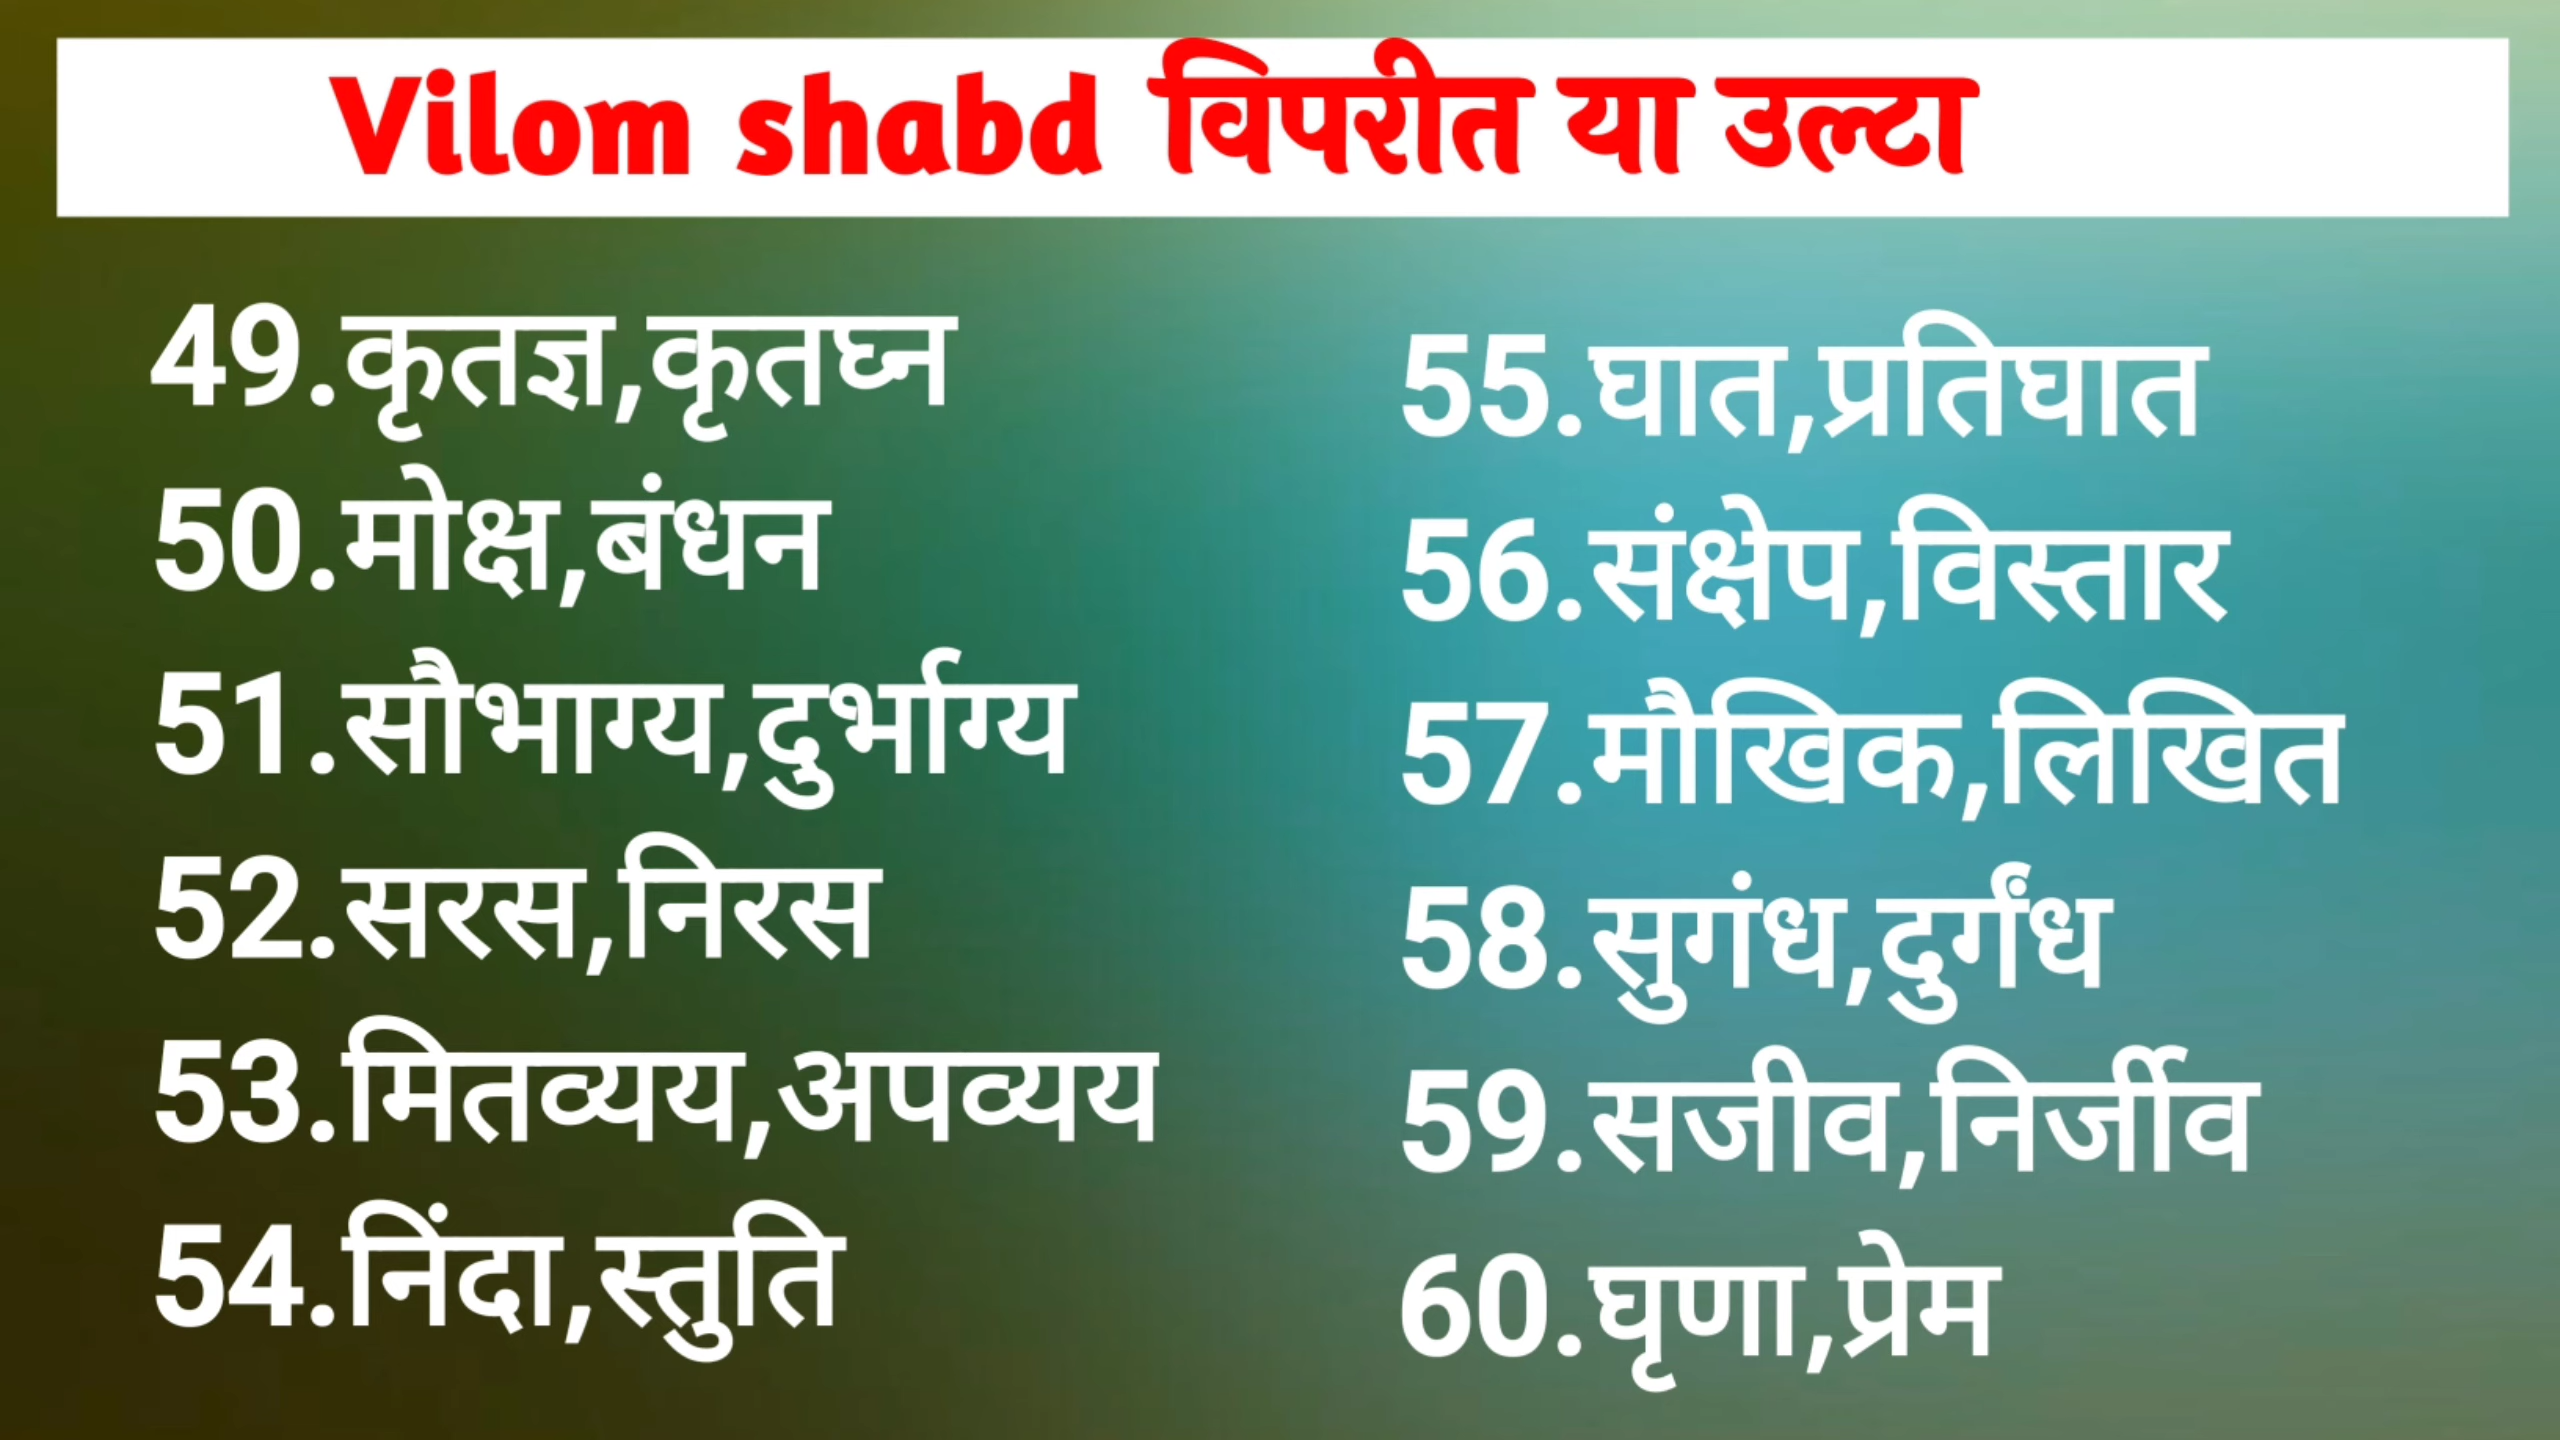 Vilom shabd विपरीत या उल्टा
49.कृतज्ञ,कृतघ्न
50.मोक्ष,बंधन
51.सौभाग्य,दुर्भाग्य
52.सरस,निरस
53.मितव्यय,अपव्यय
54.निंदा,स्तुति
55.घात,प्रतिघात
56.संक्षेप,विस्तार
57.मौखिक,लिखित
58.सुगंध,दुर्गंध
59.सजीव,निर्जीव
60.घृणा,प्रेम